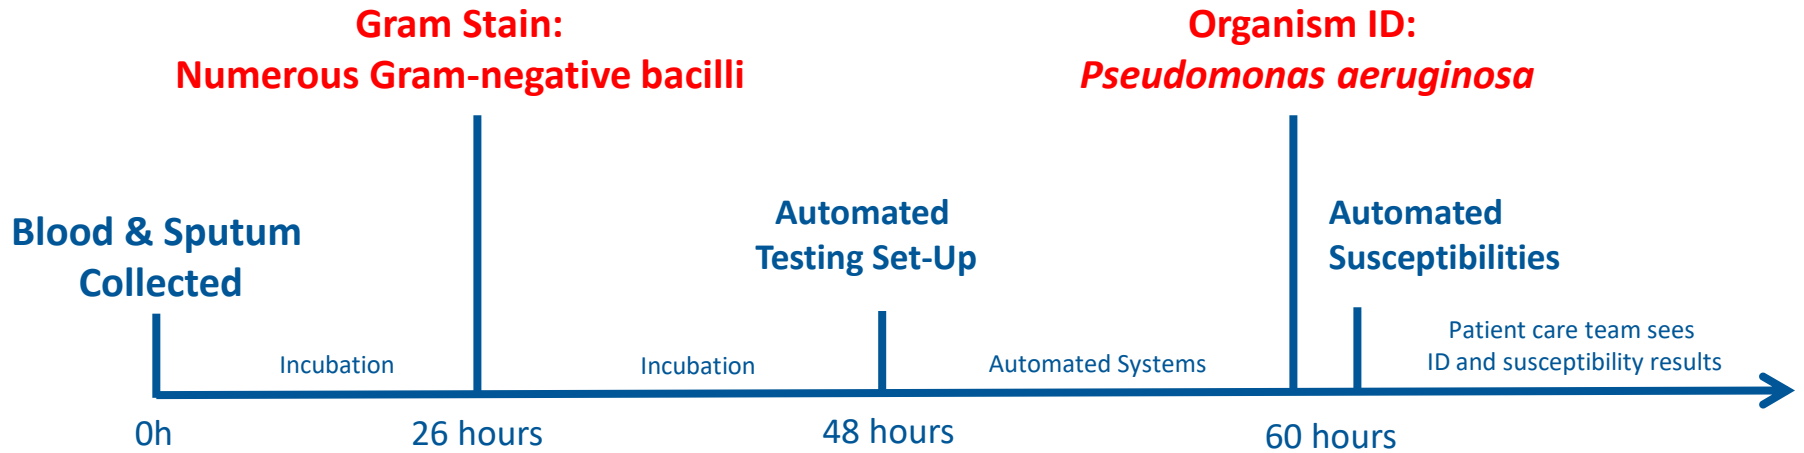 Gram Stain:
Numerous Gram-negative bacilli
Organism ID:
Pseudomonas aeruginosa
Blood & Sputum
Collected
Automated
Testing Set-Up
Automated
Susceptibilities
Incubation
Incubation
Automated Systems
Patient care team sees
ID and susceptibility results
0h
26 hours
48 hours
60 hours